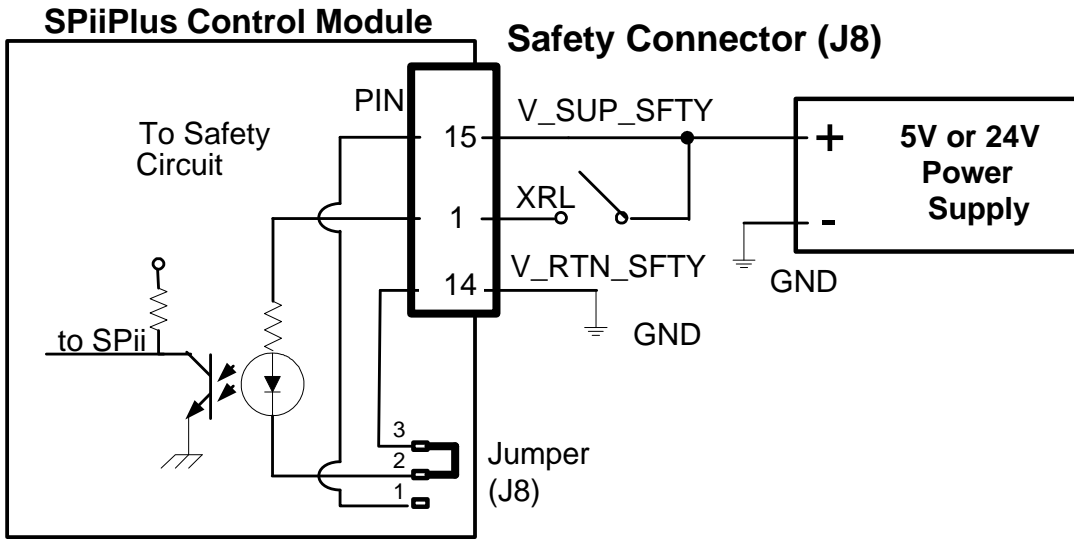 SPiiPlus Control Module
Safety Connector (J8)
PIN
To Safety
Circuit
15
V_SUP_SFTY
+
5V or 24V
Power
Supply
XRL
1
-
V_RTN_SFTY
14
GND
GND
to SPii
3
2
1
Jumper
(J8)